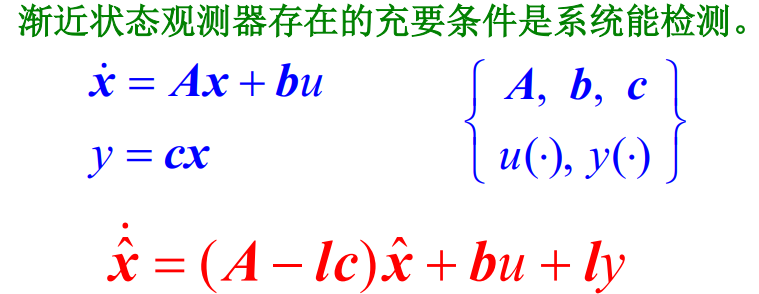 渐近状态观测器存在的充要条件是系统能检测。
ẋ = Ax + bu
A, b, c
y = cx
u(·), y(·)
x̂̇ = (A − lc)x̂ + bu + ly